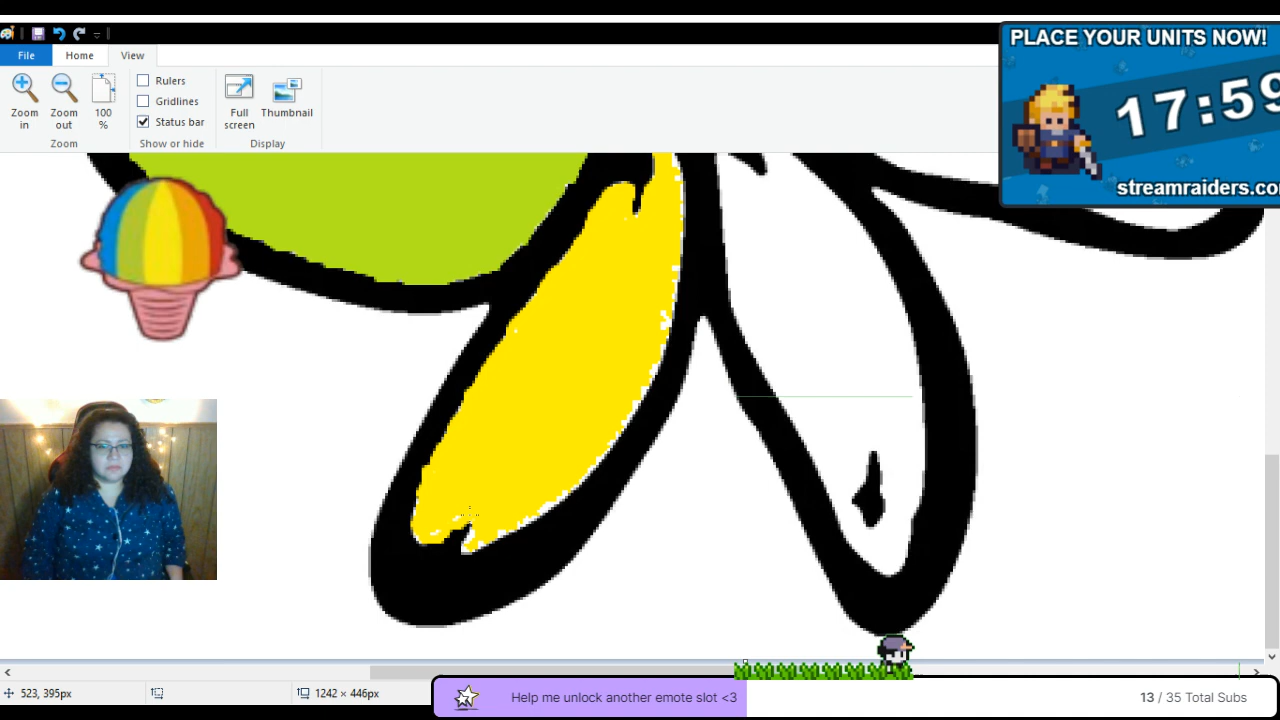 PLACE YOUR UNITS NOW!
17:59
streamraiders.co
File Home View
Zoom in
Zoom out
100 %
Rulers
Gridlines
Status bar
Full screen
Thumbnail
Zoom
Show or hide
Display
523, 395px
1242 × 446px
Help me unlock another emote slot <3
13 / 35 Total Subs